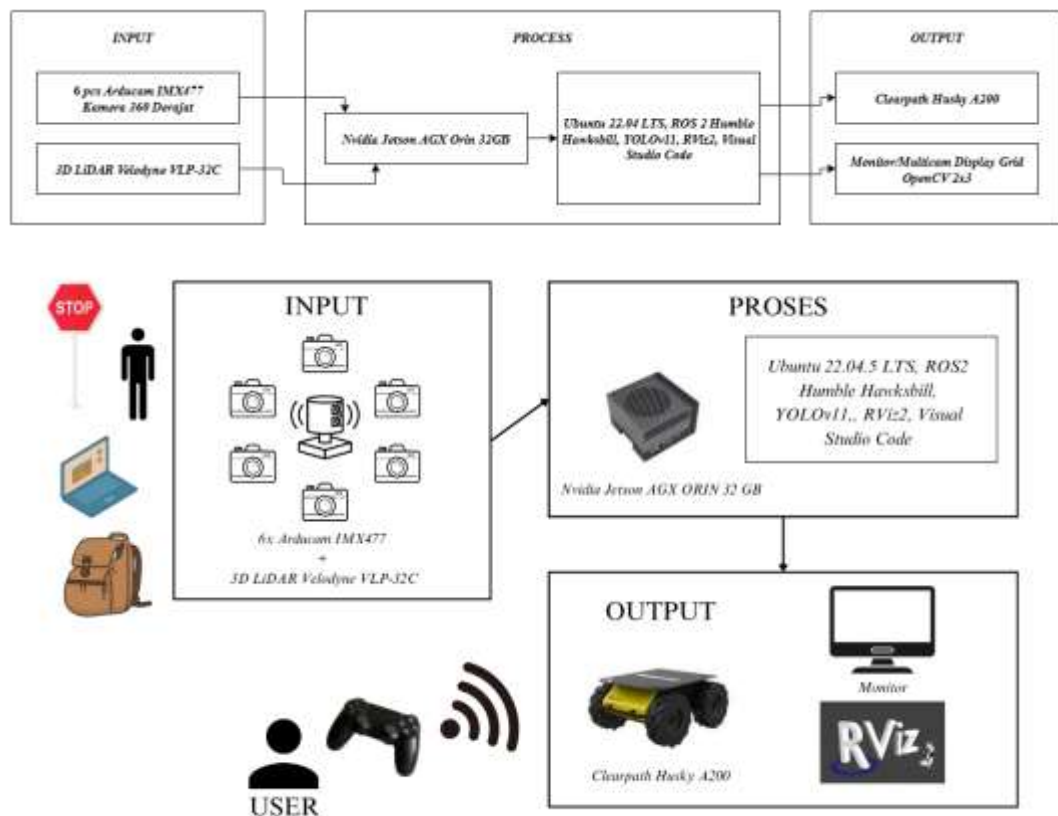 INPUT
PROCESS
OUTPUT
6 pcs Arducam IMX477
Kamera 360 Derajat
3D LiDAR Velodyne VLP-32C
Nvidia Jetson AGX Orin 32GB
Ubuntu 22.04 LTS, ROS 2 Humble
Hawksbill, YOLOv11, RViz2, Visual
Studio Code
Clearpath Husky A200
Monitor/Multicam Display Grid
OpenCV 2x3
STOP
INPUT
6x Arducam IMX477
+
3D LiDAR Velodyne VLP-32C
PROSES
Ubuntu 22.04.5 LTS, ROS2
Humble Hawksbill,
YOLOv11,, RViz2, Visual
Studio Code
Nvidia Jetson AGX ORIN 32 GB
OUTPUT
Monitor
RViz 2
Clearpath Husky A200
USER